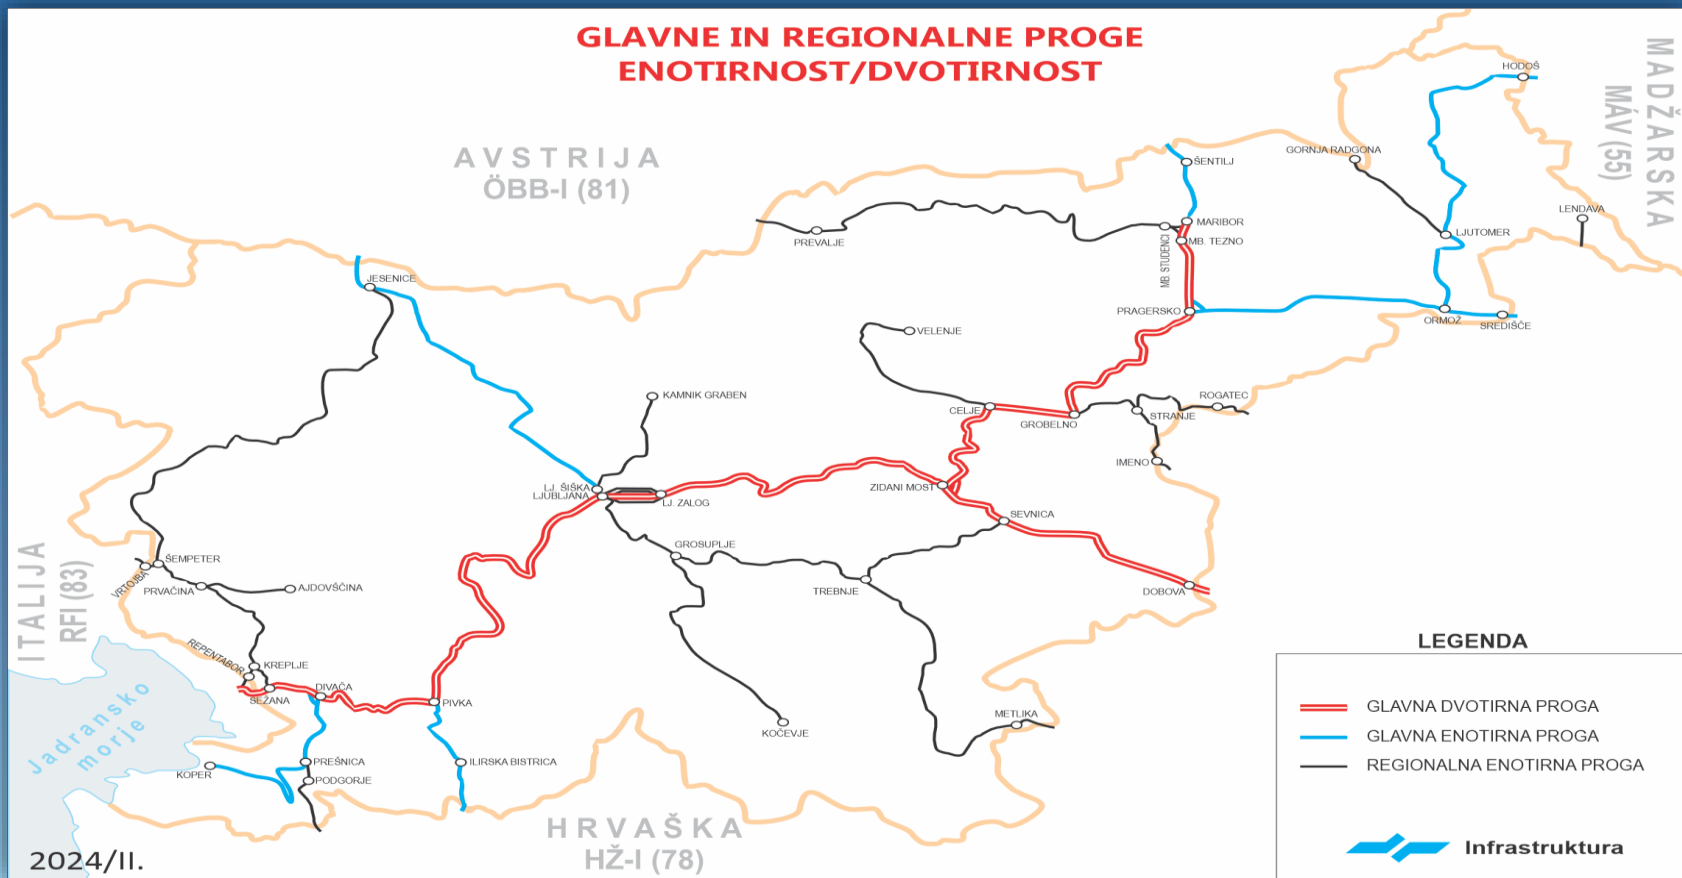 GLAVNE IN REGIONALNE PROGE
ENOTIRNOST/DVOTIRNOST
AVSTRIJA
ÖBB-I (81)
MADŽARSKA
MÁV (55)
ITALIJA
RFI (83)
HRVAŠKA
HŽ-I (78)
Jadransko
morje
HODOŠ
ŠENTILJ
GORNJA RADGONA
LENDAVA
MARIBOR
LJUTOMER
PREVALJE
MB. TEZNO
MB STUDENCI
JESENICE
PRAGERSKO
ORMOŽ
SREDIŠČE
VELENJE
KAMNIK GRABEN
CELJE
ROGATEC
GROBELNO
STRANJE
IMENO
LJ. ŠIŠKA
LJUBLJANA
LJ. ZALOG
ZIDANI MOST
SEVNICA
GROSUPLJE
ŠEMPETER
VRTOJBA
PRVAČINA
AJDOVŠČINA
TREBNJE
DOBOVA
REPENTABOR
KREPLJE
SEŽANA
DIVAČA
PIVKA
KOČEVJE
METLIKA
KOPER
PREŠNICA
PODGORJE
ILIRSKA BISTRICA
LEGENDA
GLAVNA DVOTIRNA PROGA
GLAVNA ENOTIRNA PROGA
REGIONALNA ENOTIRNA PROGA
Infrastruktura
2024/II.